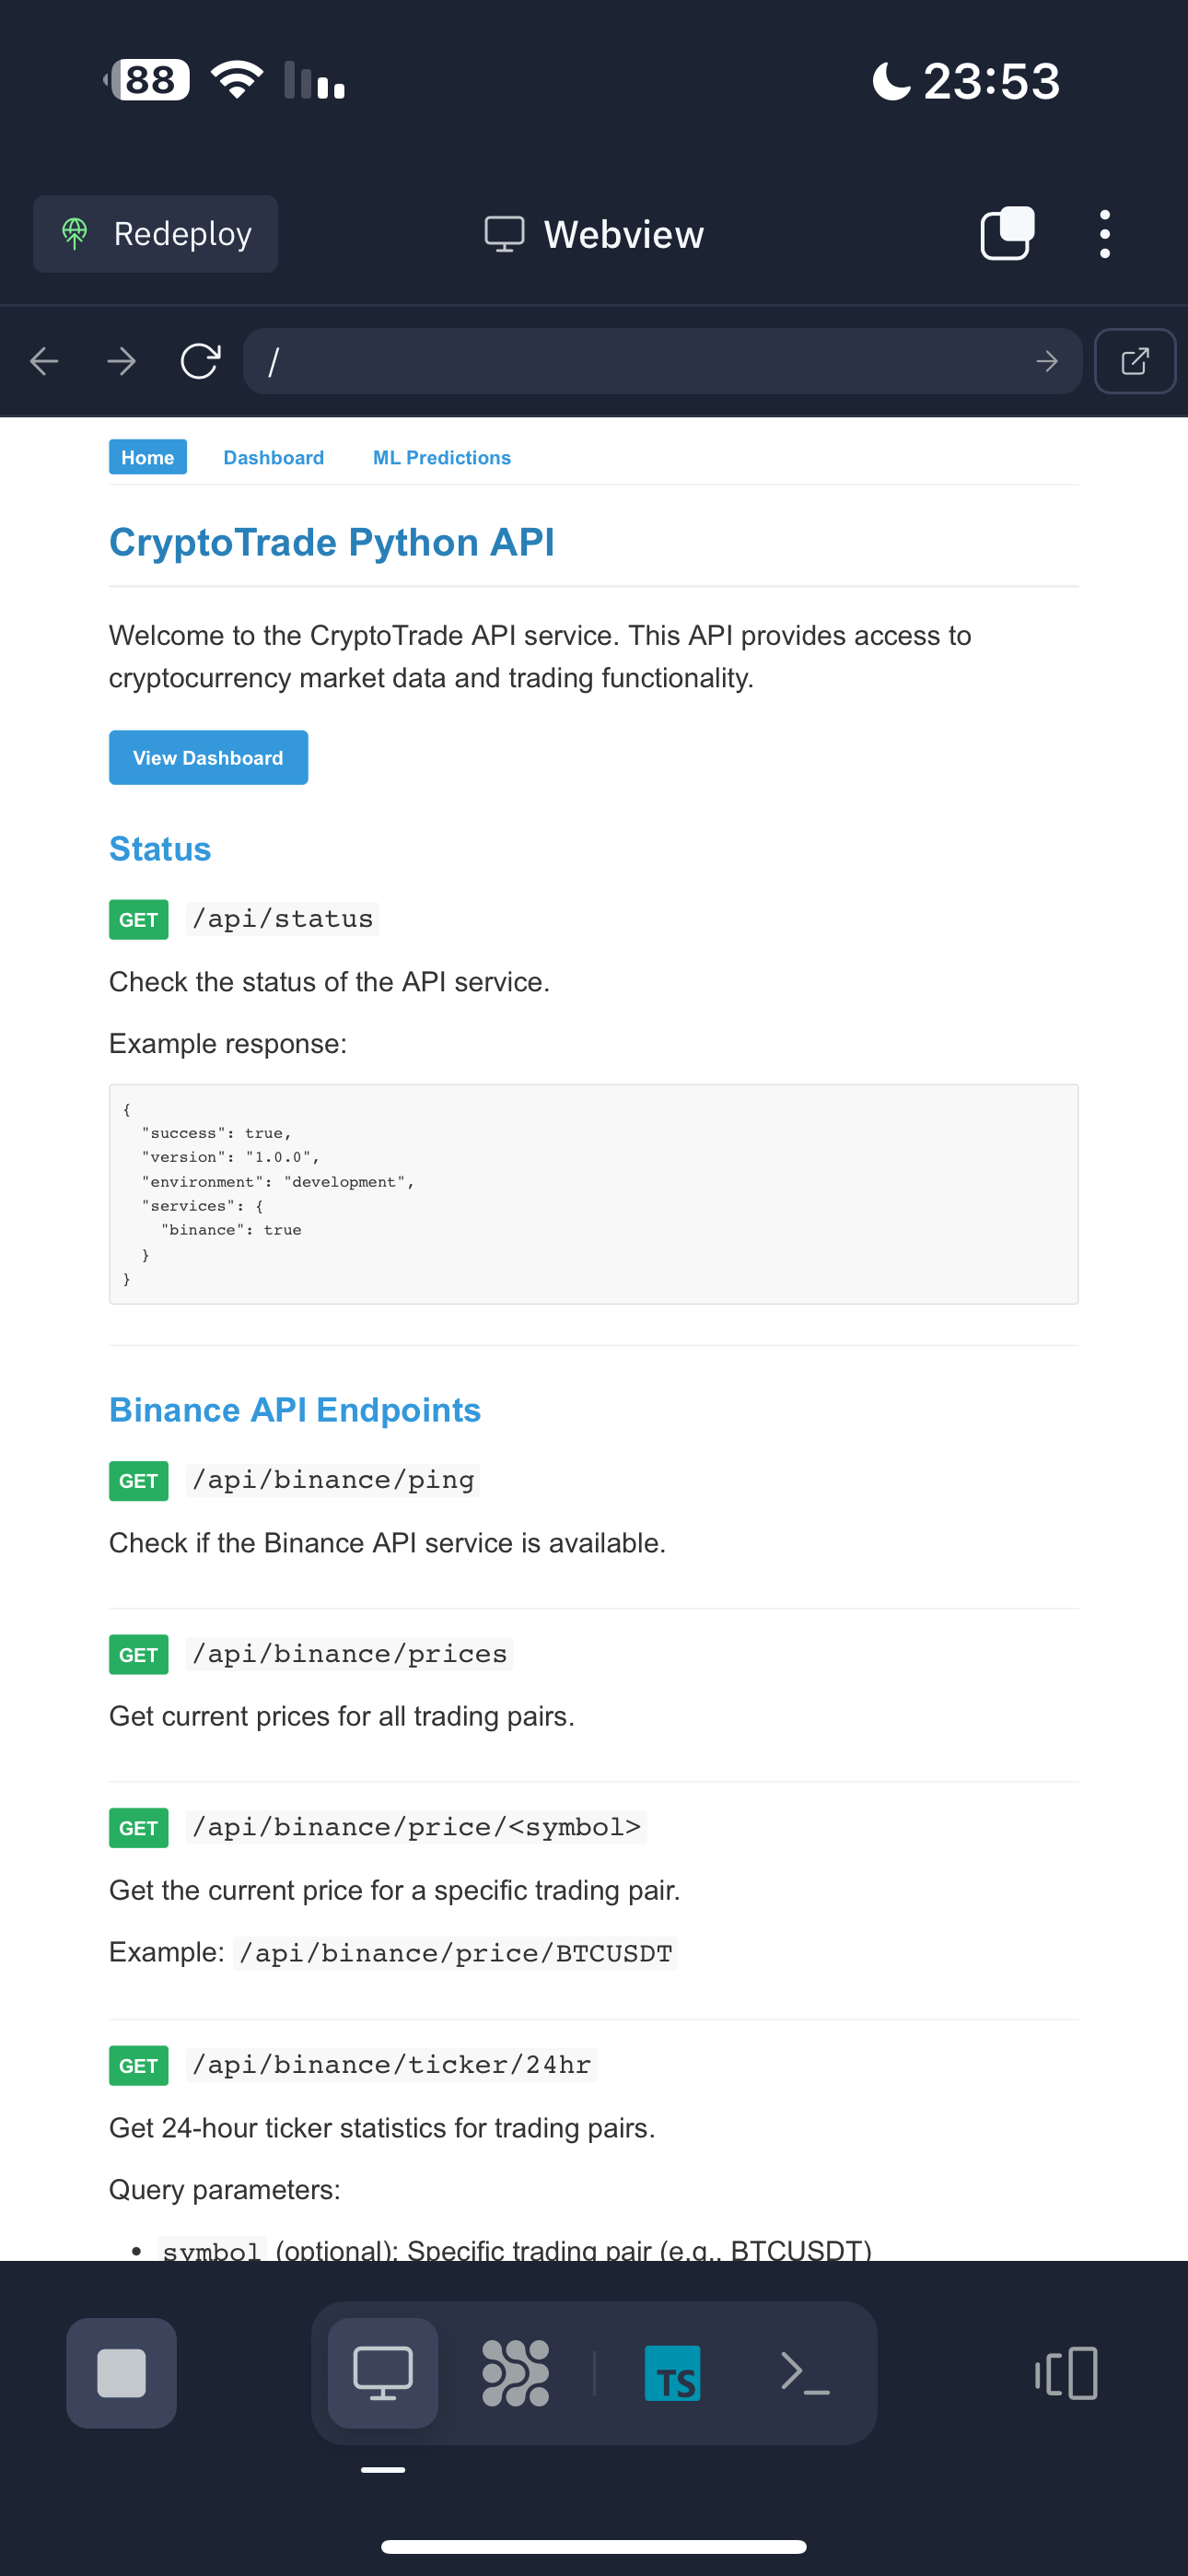 88
23:53
Redeploy
Webview
/
Home Dashboard ML Predictions
CryptoTrade Python API
Welcome to the CryptoTrade API service. This API provides access to
cryptocurrency market data and trading functionality.
View Dashboard
Status
GET /api/status
Check the status of the API service.
Example response:
{
  "success": true,
  "version": "1.0.0",
  "environment": "development",
  "services": {
    "binance": true
  }
}
Binance API Endpoints
GET /api/binance/ping
Check if the Binance API service is available.
GET /api/binance/prices
Get current prices for all trading pairs.
GET /api/binance/price/<symbol>
Get the current price for a specific trading pair.
Example: /api/binance/price/BTCUSDT
GET /api/binance/ticker/24hr
Get 24-hour ticker statistics for trading pairs.
Query parameters:
• symbol (optional): Specific trading pair (e.g., BTCUSDT)
TS